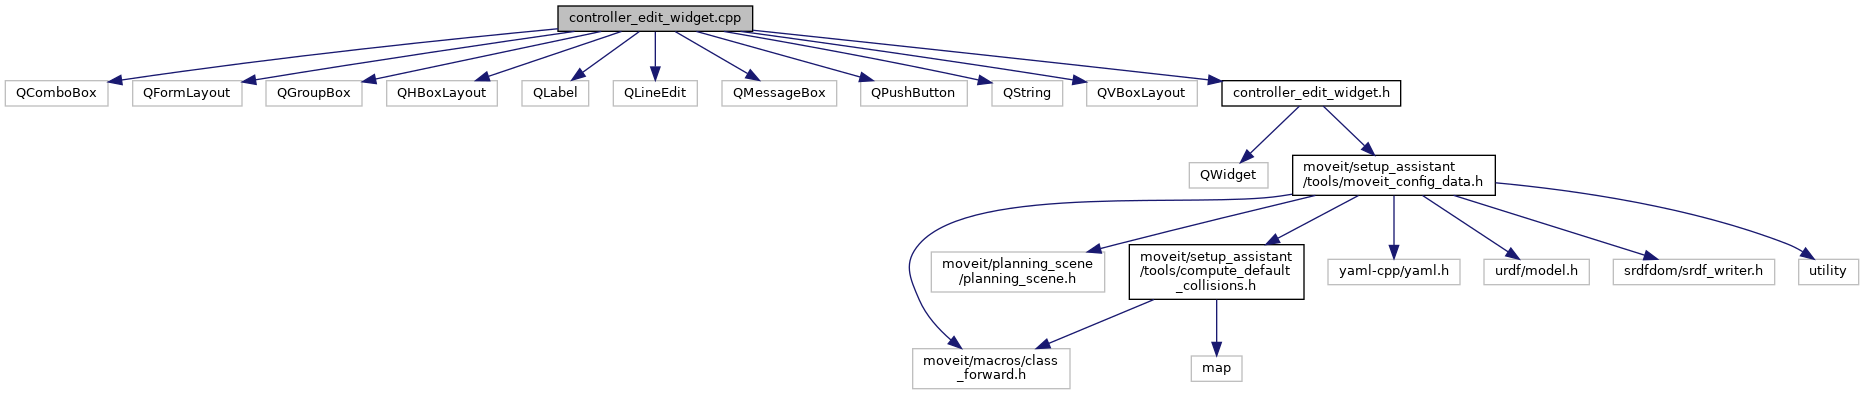 controller_edit_widget.cpp
QComboBox
QFormLayout
QGroupBox
QHBoxLayout
QLabel
QLineEdit
QMessageBox
QPushButton
QString
QVBoxLayout
controller_edit_widget.h
QWidget
moveit/setup_assistant
/tools/moveit_config_data.h
moveit/planning_scene
/planning_scene.h
moveit/setup_assistant
/tools/compute_default
_collisions.h
yaml-cpp/yaml.h
urdf/model.h
srdfdom/srdf_writer.h
utility
moveit/macros/class
_forward.h
map